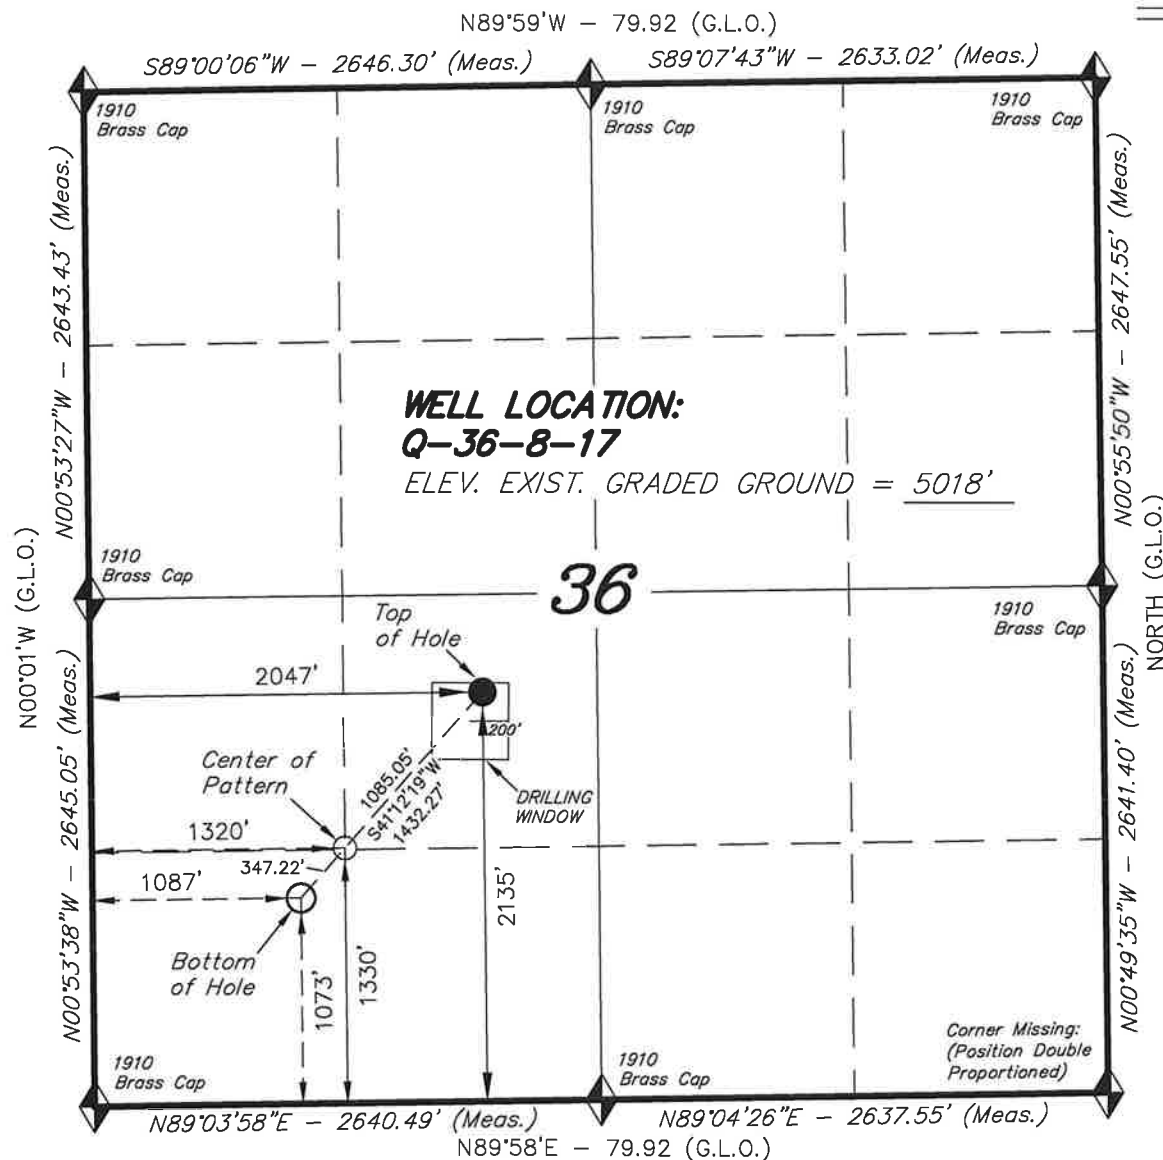 N89°59'W - 79.92 (G.L.O.)
S89°00'06"W - 2646.30' (Meas.)
S89°07'43"W - 2633.02' (Meas.)
1910
Brass Cap
1910
Brass Cap
1910
Brass Cap
N00°53'27"W - 2643.43' (Meas.)
N00°55'50"W - 2647.55' (Meas.)
WELL LOCATION:
Q-36-8-17
ELEV. EXIST. GRADED GROUND = 5018'
N00°01'W (G.L.O.)
NORTH (G.L.O.)
1910
Brass Cap
36
1910
Brass Cap
Top
of Hole
2047'
200'
Center of
Pattern
1085.05'
S41°12'19"W
1432.27'
DRILLING
WINDOW
1320'
347.22'
1087'
2135'
Bottom
of Hole
1073'
1330'
N00°53'38"W - 2645.05' (Meas.)
N00°49'35"W - 2641.40' (Meas.)
Corner Missing:
(Position Double
Proportioned)
1910
Brass Cap
1910
Brass Cap
N89°03'58"E - 2640.49' (Meas.)
N89°04'26"E - 2637.55' (Meas.)
N89°58'E - 79.92 (G.L.O.)